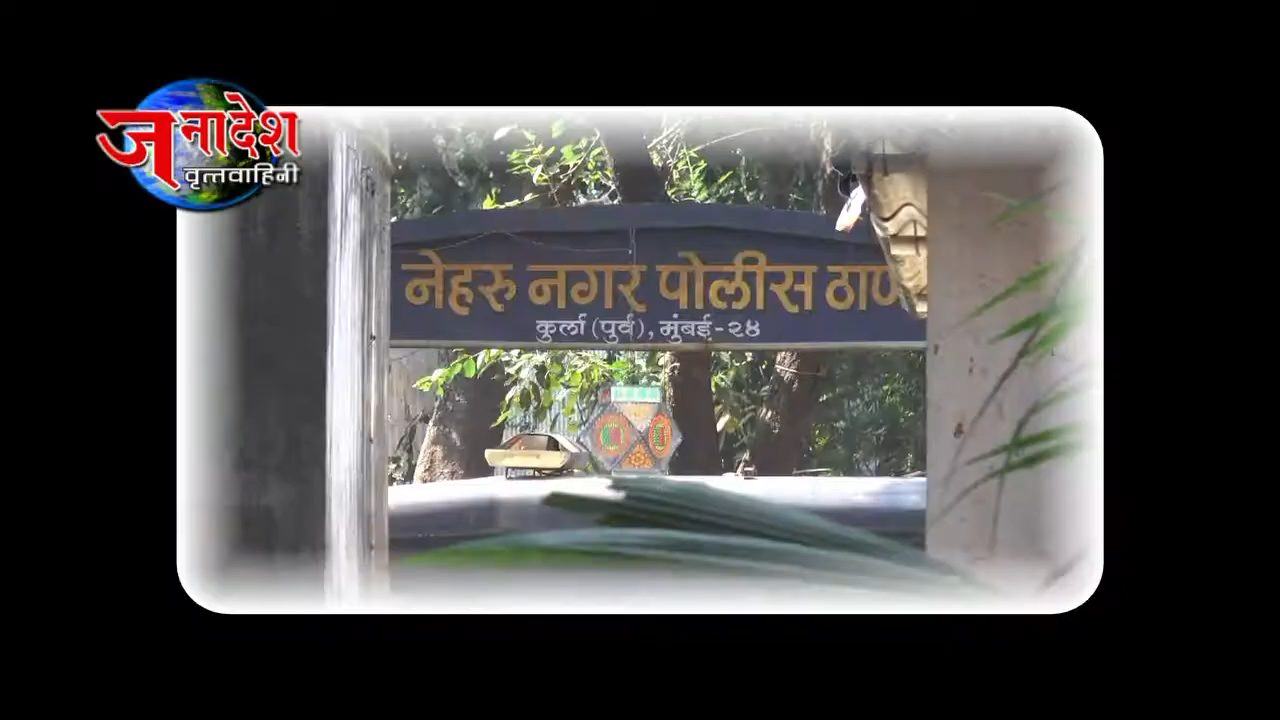 जनादेश
वृत्तवाहिनी
नेहरु नगर पोलीस
कुर्ला (पुर्व), मुंबई-२४